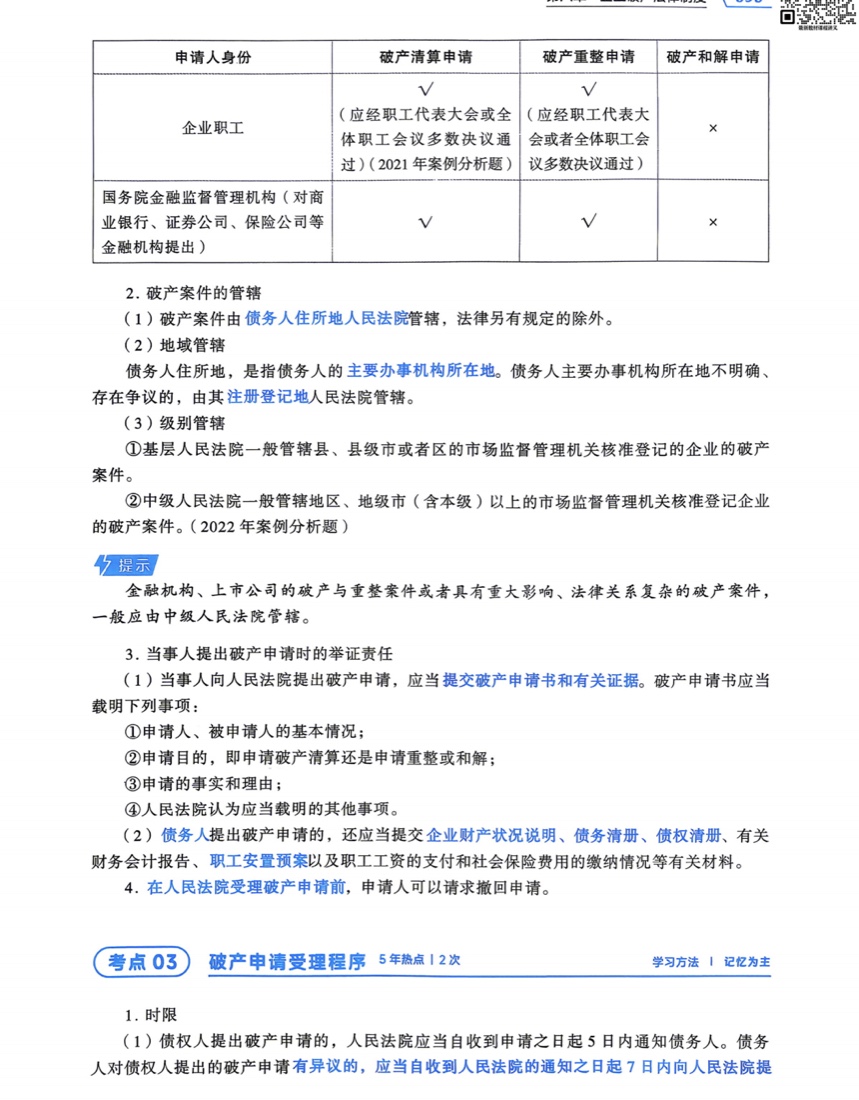 申请人身份 破产清算申请 破产重整申请 破产和解申请
企业职工
√
（应经职工代表大会或全
体职工会议多数决议通
过）（2021 年案例分析题）
√
（应经职工代表大
会或者全体职工会
议多数决议通过）
×
国务院金融监督管理机构（对商
业银行、证券公司、保险公司等
金融机构提出）
√
√
×
2. 破产案件的管辖
（1）破产案件由债务人住所地人民法院管辖，法律另有规定的除外。
（2）地域管辖
债务人住所地，是指债务人的主要办事机构所在地。债务人主要办事机构所在地不明确、
存在争议的，由其注册登记地人民法院管辖。
（3）级别管辖
①基层人民法院一般管辖县、县级市或者区的市场监督管理机关核准登记的企业的破产
案件。
②中级人民法院一般管辖地区、地级市（含本级）以上的市场监督管理机关核准登记企业
的破产案件。（2022 年案例分析题）
提示
金融机构、上市公司的破产与重整案件或者具有重大影响、法律关系复杂的破产案件，
一般应由中级人民法院管辖。
3. 当事人提出破产申请时的举证责任
（1）当事人向人民法院提出破产申请，应当提交破产申请书和有关证据。破产申请书应当
载明下列事项：
①申请人、被申请人的基本情况；
②申请目的，即申请破产清算还是申请重整或和解；
③申请的事实和理由；
④人民法院认为应当载明的其他事项。
（2）债务人提出破产申请的，还应当提交企业财产状况说明、债务清册、债权清册、有关
财务会计报告、职工安置预案以及职工工资的支付和社会保险费用的缴纳情况等有关材料。
4. 在人民法院受理破产申请前，申请人可以请求撤回申请。
考点 03 破产申请受理程序 5 年热点 | 2 次 学习方法 | 记忆为主
1. 时限
（1）债权人提出破产申请的，人民法院应当自收到申请之日起 5 日内通知债务人。债务
人对债权人提出的破产申请有异议的，应当自收到人民法院的通知之日起 7 日内向人民法院提